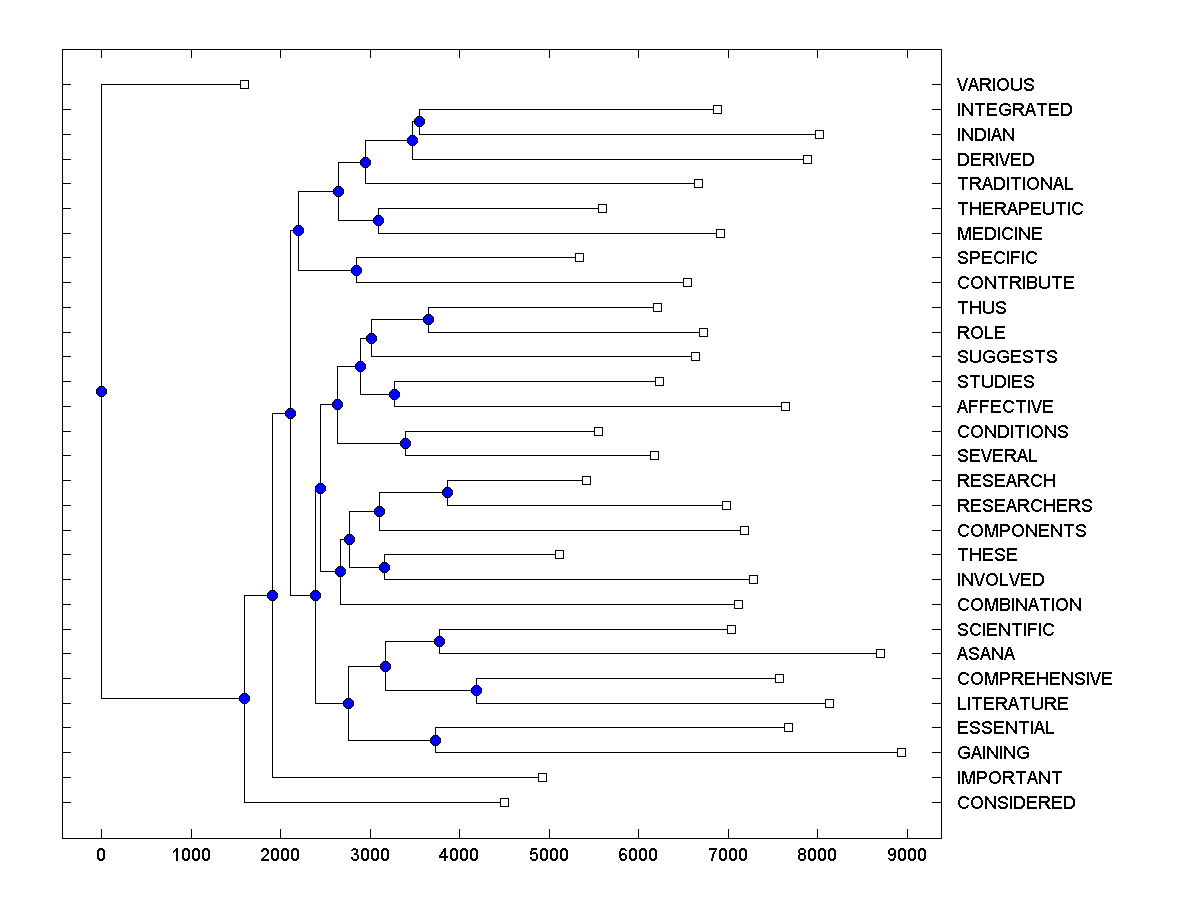 VARIOUS
INTEGRATED
INDIAN
DERIVED
TRADITIONAL
THERAPEUTIC
MEDICINE
SPECIFIC
CONTRIBUTE
THUS
ROLE
SUGGESTS
STUDIES
AFFECTIVE
CONDITIONS
SEVERAL
RESEARCH
RESEARCHERS
COMPONENTS
THESE
INVOLVED
COMBINATION
SCIENTIFIC
ASANA
COMPREHENSIVE
LITERATURE
ESSENTIAL
GAINING
IMPORTANT
CONSIDERED
0 1000 2000 3000 4000 5000 6000 7000 8000 9000